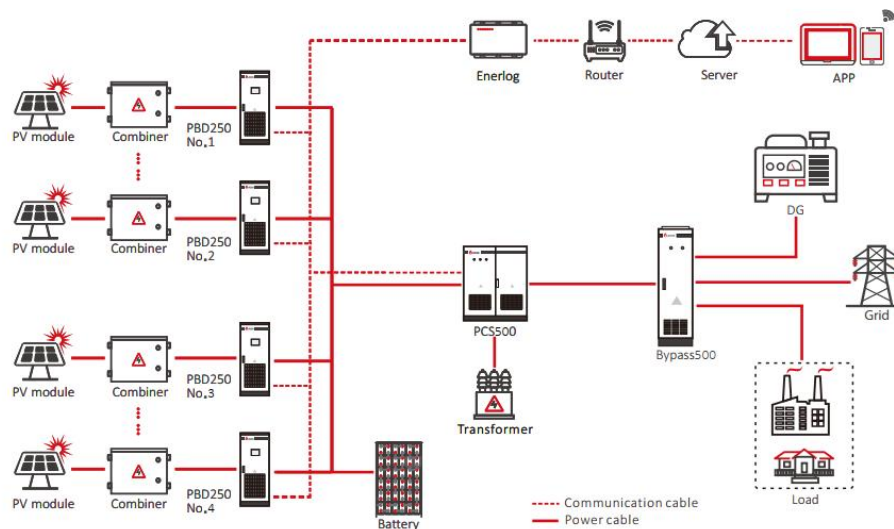 Enerlog
Router
Server
APP
PV module
Combiner
PBD250
No.1
PV module
Combiner
PBD250
No.2
DG
PCS500
Bypass500
Grid
PV module
Combiner
PBD250
No.3
Transformer
PV module
Combiner
PBD250
No.4
Battery
Load
Communication cable
Power cable